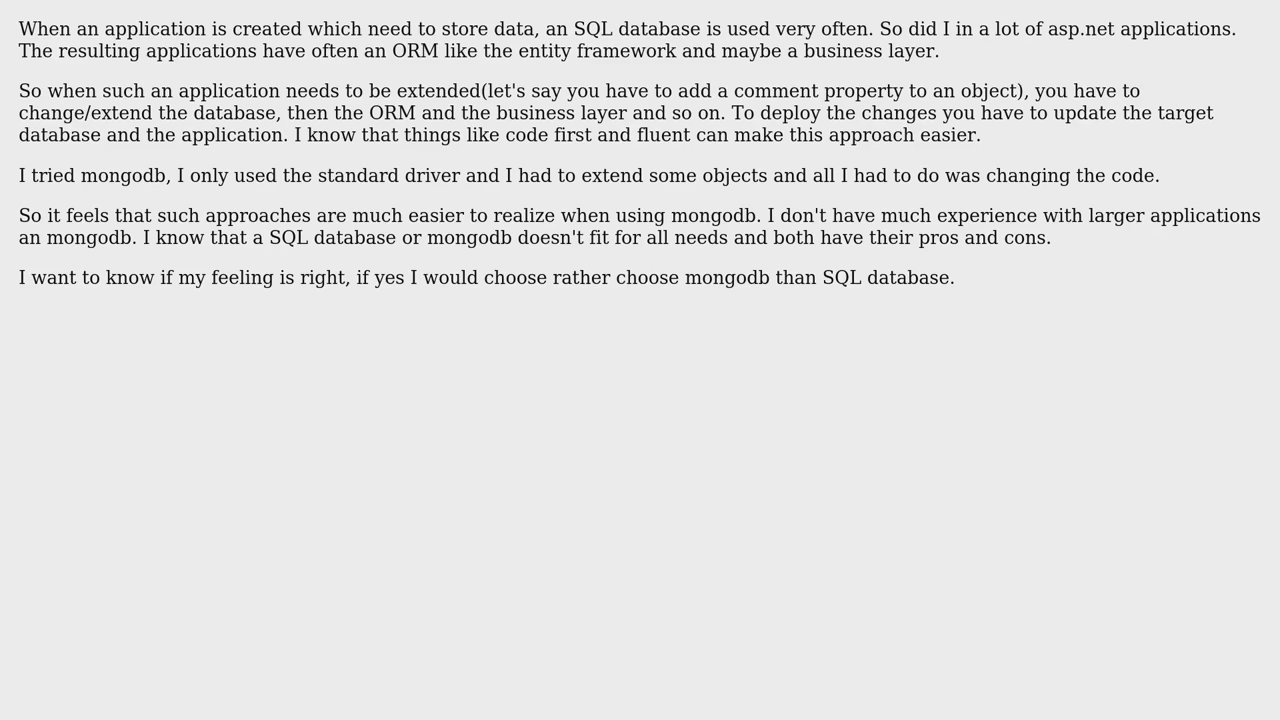 When an application is created which need to store data, an SQL database is used very often. So did I in a lot of asp.net applications.
The resulting applications have often an ORM like the entity framework and maybe a business layer.
So when such an application needs to be extended(let's say you have to add a comment property to an object), you have to
change/extend the database, then the ORM and the business layer and so on. To deploy the changes you have to update the target
database and the application. I know that things like code first and fluent can make this approach easier.
I tried mongodb, I only used the standard driver and I had to extend some objects and all I had to do was changing the code.
So it feels that such approaches are much easier to realize when using mongodb. I don't have much experience with larger applications
an mongodb. I know that a SQL database or mongodb doesn't fit for all needs and both have their pros and cons.
I want to know if my feeling is right, if yes I would choose rather choose mongodb than SQL database.